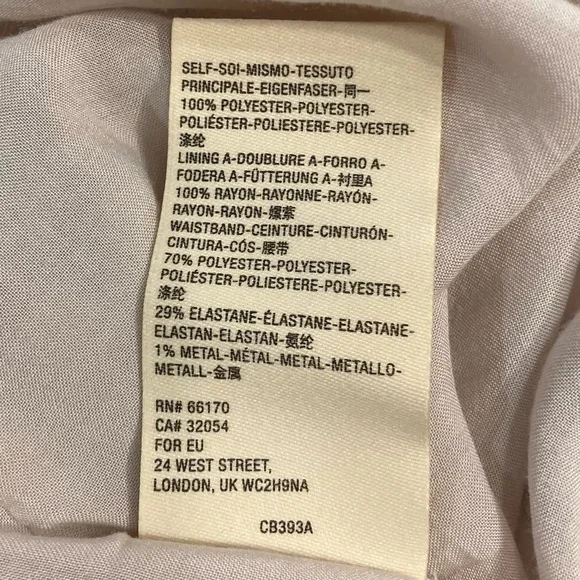 SELF-SOI-MISMO-TESSUTO
PRINCIPALE-EIGENFASER-同一
100% POLYESTER-POLYESTER-
POLIÉSTER-POLIESTERE-POLYESTER-
涤纶
LINING A-DOUBLURE A-FORRO A-
FODERA A-FÜTTERUNG A-衬里A
100% RAYON-RAYONNE-RAYÓN-
RAYON-RAYON-嫘萦
WAISTBAND-CEINTURE-CINTURÓN-
CINTURA-CÓS-腰带
70% POLYESTER-POLYESTER-
POLIÉSTER-POLIESTERE-POLYESTER-
涤纶
29% ELASTANE-ÉLASTANE-ELASTANE-
ELASTAN-ELASTAN-氨纶
1% METAL-MÉTAL-METAL-METALLO-
METALL-金属
RN# 66170
CA# 32054
FOR EU
24 WEST STREET,
LONDON, UK WC2H9NA
CB393A